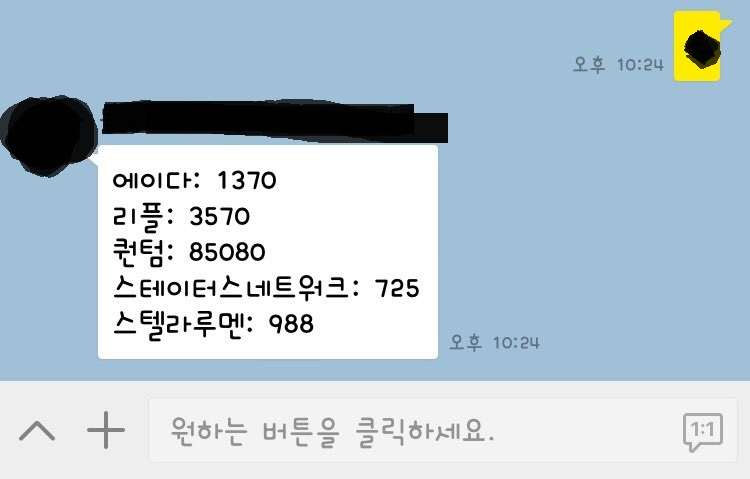 오후 10:24
에이다: 1370
리플: 3570
퀀텀: 85080
스테이터스네트워크: 725
스텔라루멘: 988
오후 10:24
원하는 버튼을 클릭하세요.
1:1